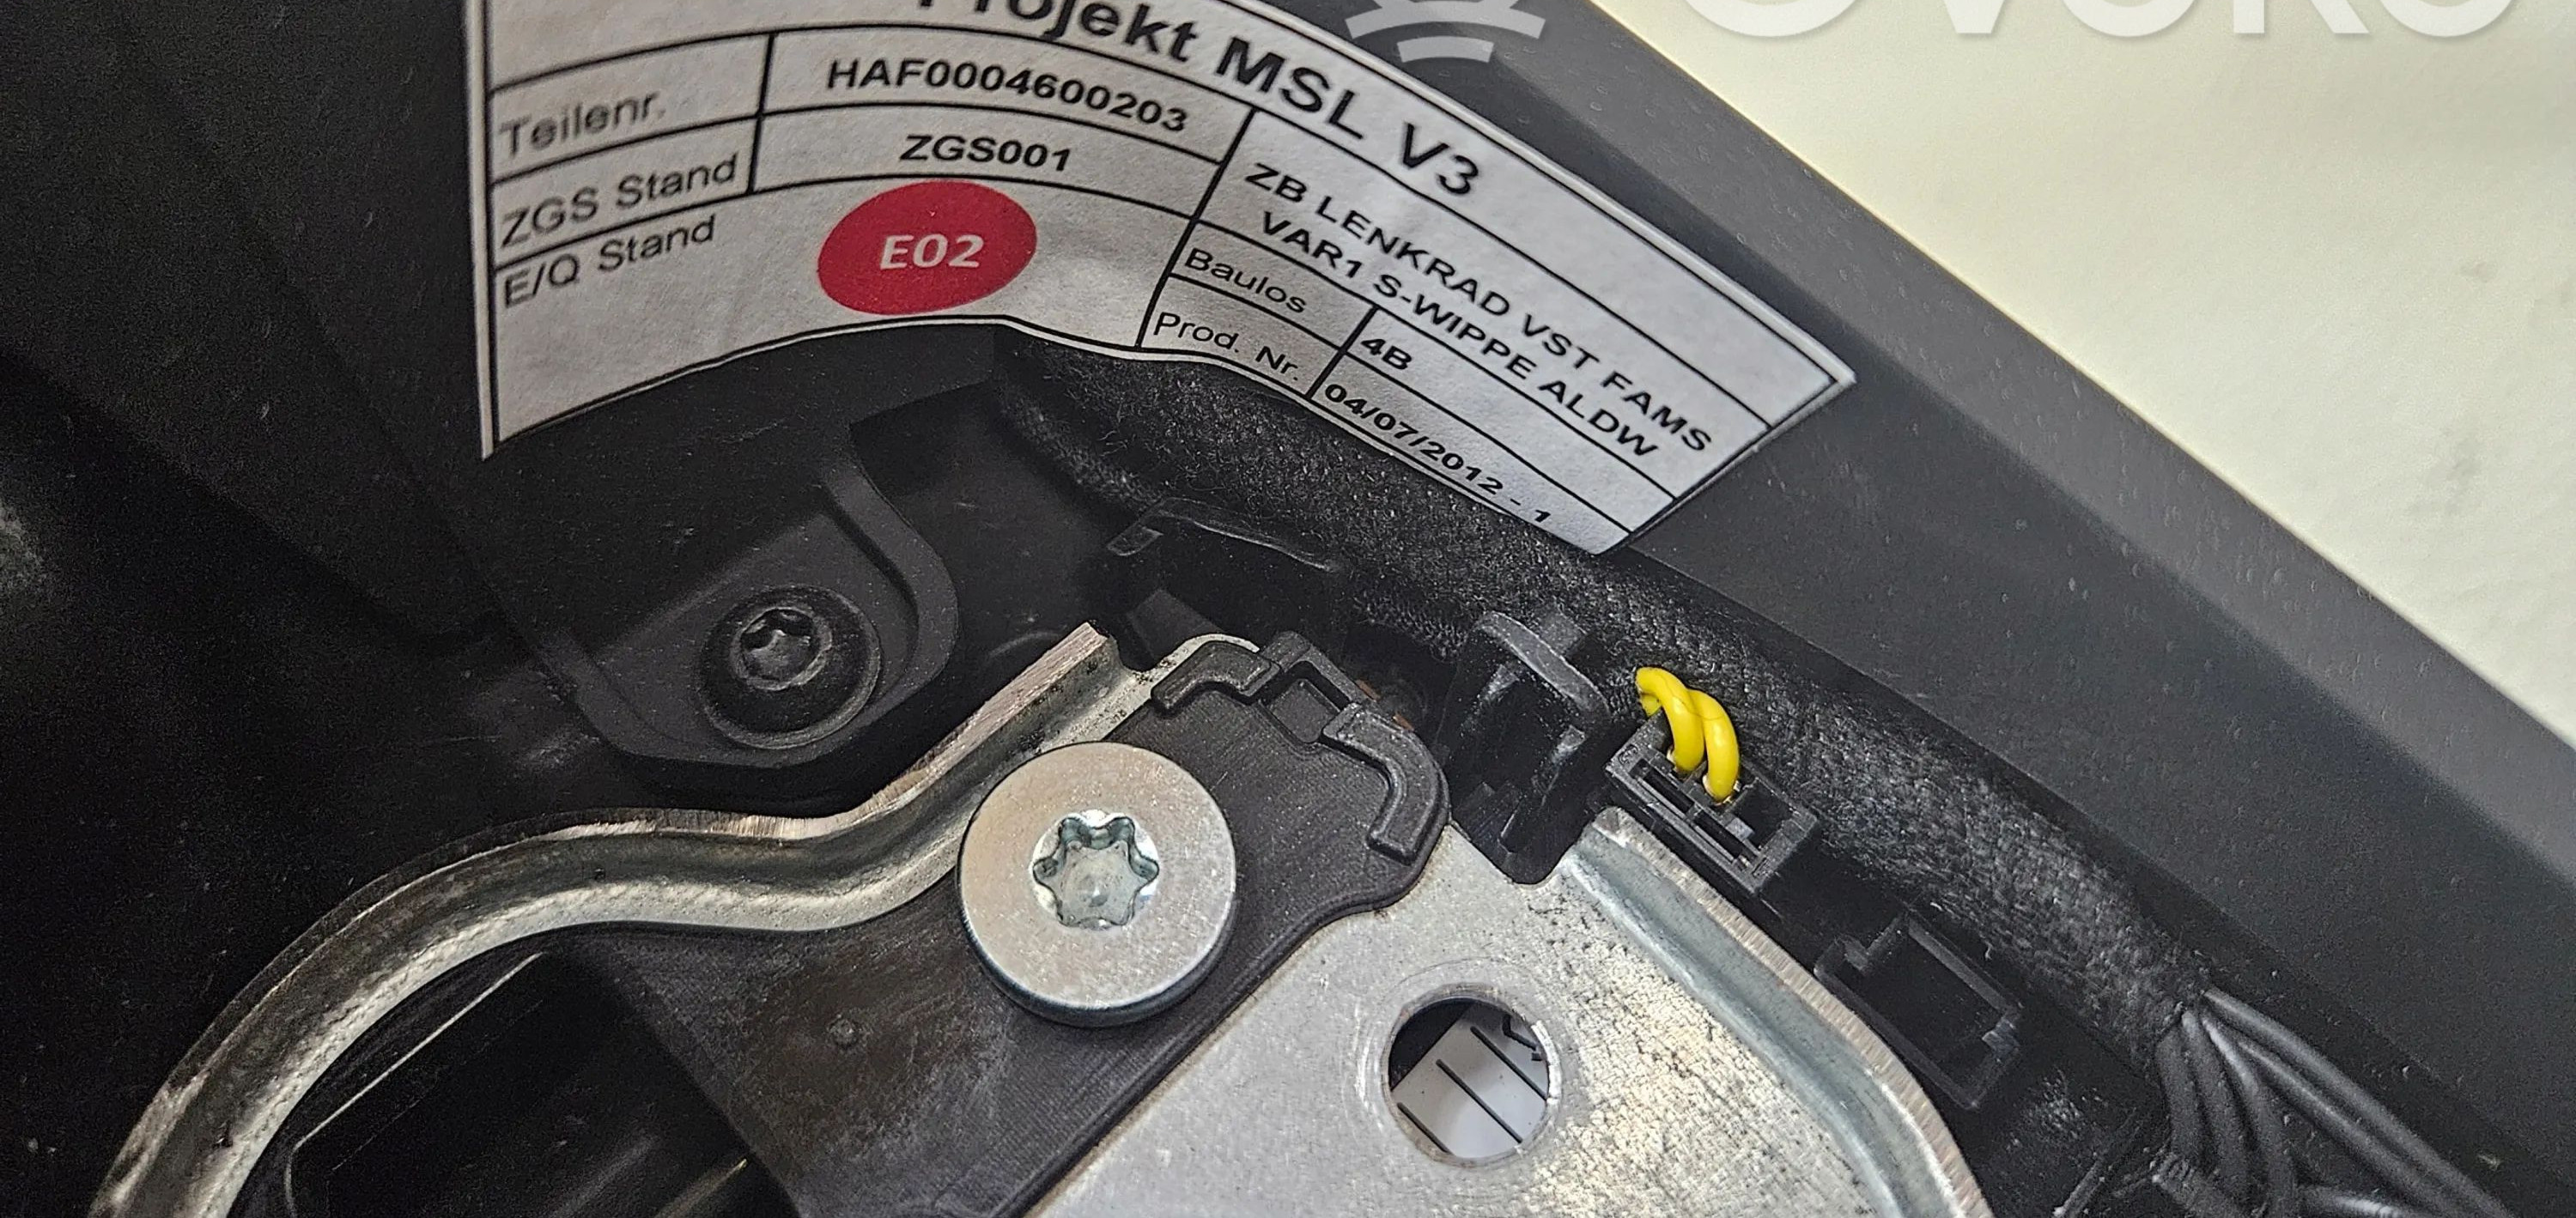 Projekt MSL V3
Teilenr.
HAF0004600203
ZGS Stand
ZGS001
E/Q Stand
E02
ZB LENKRAD VST FAMS
VAR1 S-WIPPE ALDW
Baulos
4B
Prod. Nr.
04/07/2012 - 1